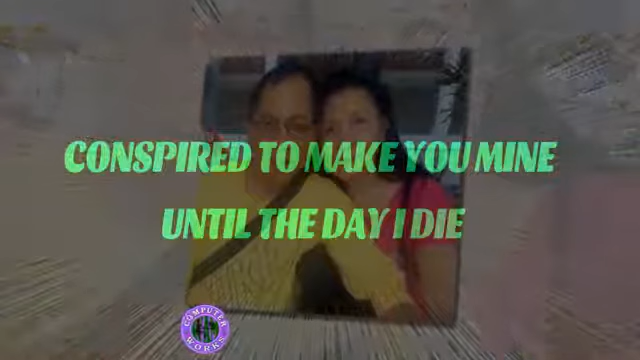 CONSPIRED TO MAKE YOU MINE
UNTIL THE DAY I DIE
COMPUTER
WORKS